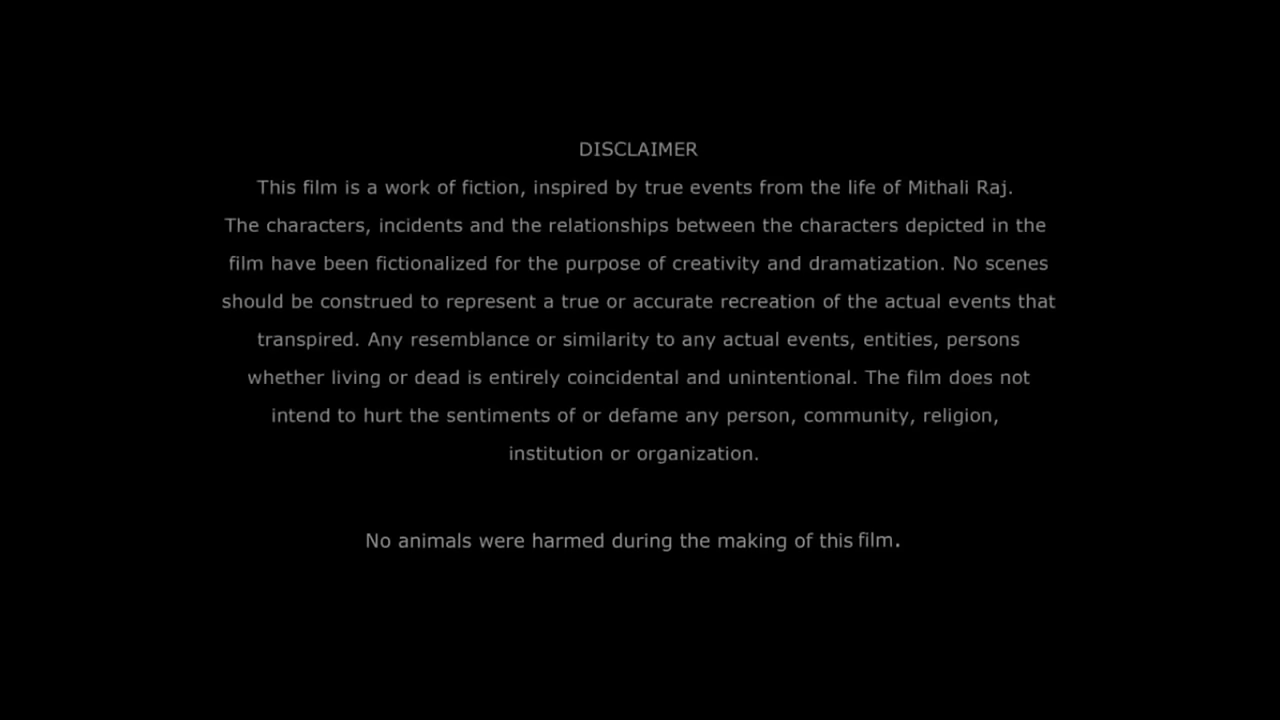 DISCLAIMER
This film is a work of fiction, inspired by true events from the life of Mithali Raj.
The characters, incidents and the relationships between the characters depicted in the
film have been fictionalized for the purpose of creativity and dramatization. No scenes
should be construed to represent a true or accurate recreation of the actual events that
transpired. Any resemblance or similarity to any actual events, entities, persons
whether living or dead is entirely coincidental and unintentional. The film does not
intend to hurt the sentiments of or defame any person, community, religion,
institution or organization.
No animals were harmed during the making of this film.